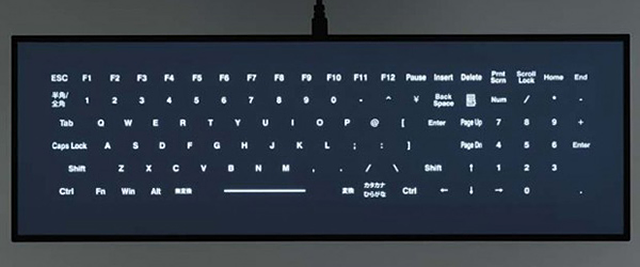 ESC F1 F2 F3 F4 F5 F6 F7 F8 F9 F10 F11 F12 Pause Insert Delete Prnt Scrn Scroll Lock Home End
半角/全角 1 2 3 4 5 6 7 8 9 0 - ^ ¥ Back Space Num / * -
Tab Q W E R T Y U I O P @ [ Enter Page Up 7 8 9 +
Caps Lock A S D F G H J K L ; : ] Page Dn 4 5 6 Enter
Shift Z X C V B N M , . / \ Shift ↑ 1 2 3
Ctrl Fn Win Alt 無変換 変換 カタカナ ひらがな Ctrl ← ↓ → 0 .